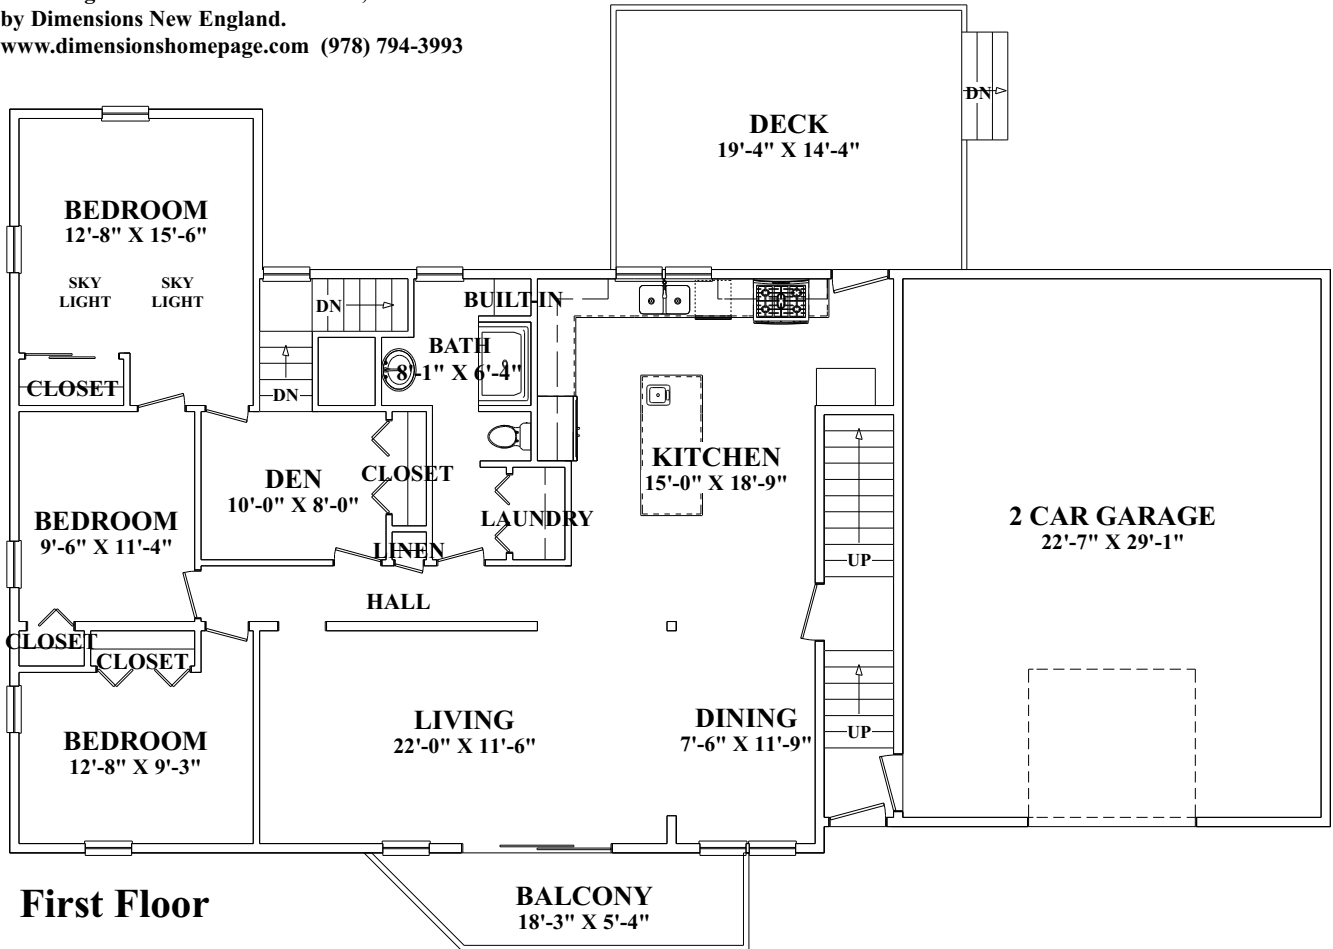 by Dimensions New England.
www.dimensionshomepage.com (978) 794-3993
DECK
19'-4" X 14'-4"
DN
BEDROOM
12'-8" X 15'-6"
SKY
LIGHT
SKY
LIGHT
DN
BUILT-IN
BATH
8'-1" X 6'-4"
CLOSET
DN
DEN
10'-0" X 8'-0"
CLOSET
KITCHEN
15'-0" X 18'-9"
BEDROOM
9'-6" X 11'-4"
LAUNDRY
2 CAR GARAGE
22'-7" X 29'-1"
LINEN
UP
HALL
CLOSET
CLOSET
BEDROOM
12'-8" X 9'-3"
LIVING
22'-0" X 11'-6"
DINING
7'-6" X 11'-9"
UP
First Floor
BALCONY
18'-3" X 5'-4"